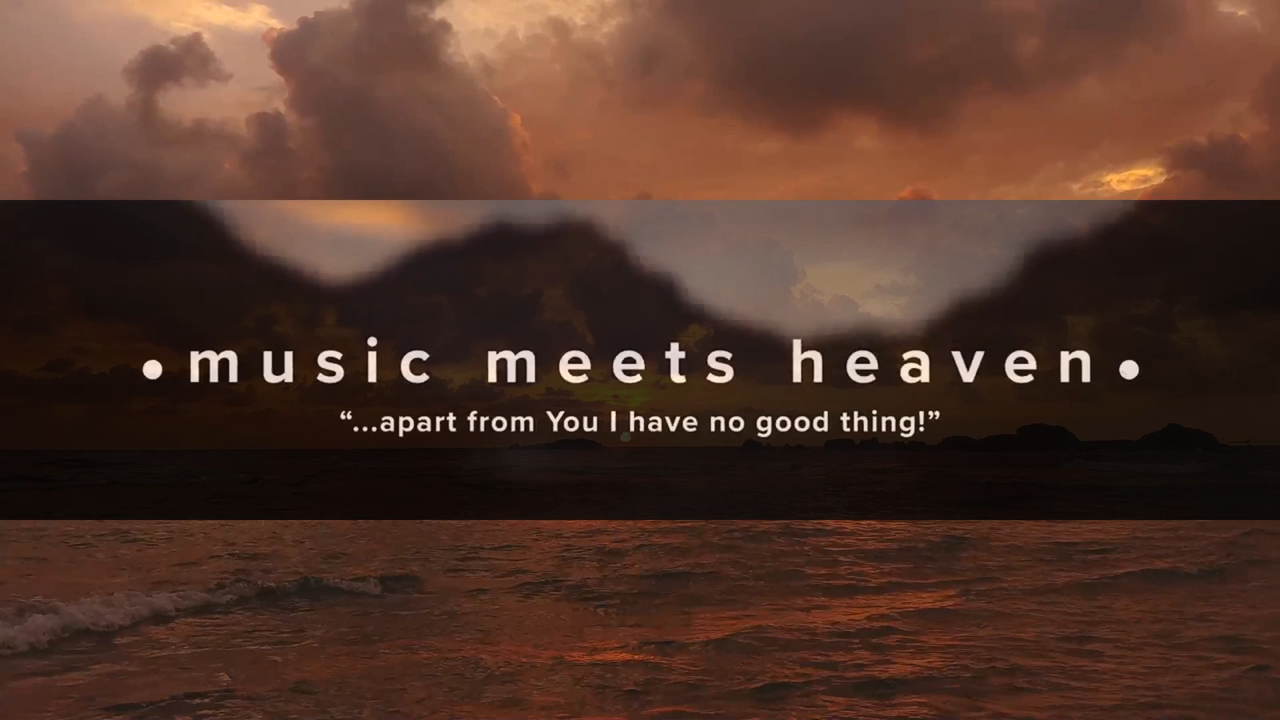 • music meets heaven •
“...apart from You I have no good thing!”